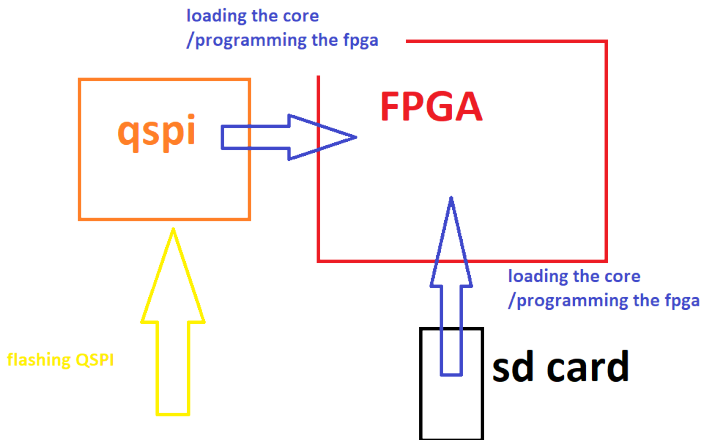 loading the core
/programming the fpga
FPGA
qspi
loading the core
/programming the fpga
flashing QSPI
sd card